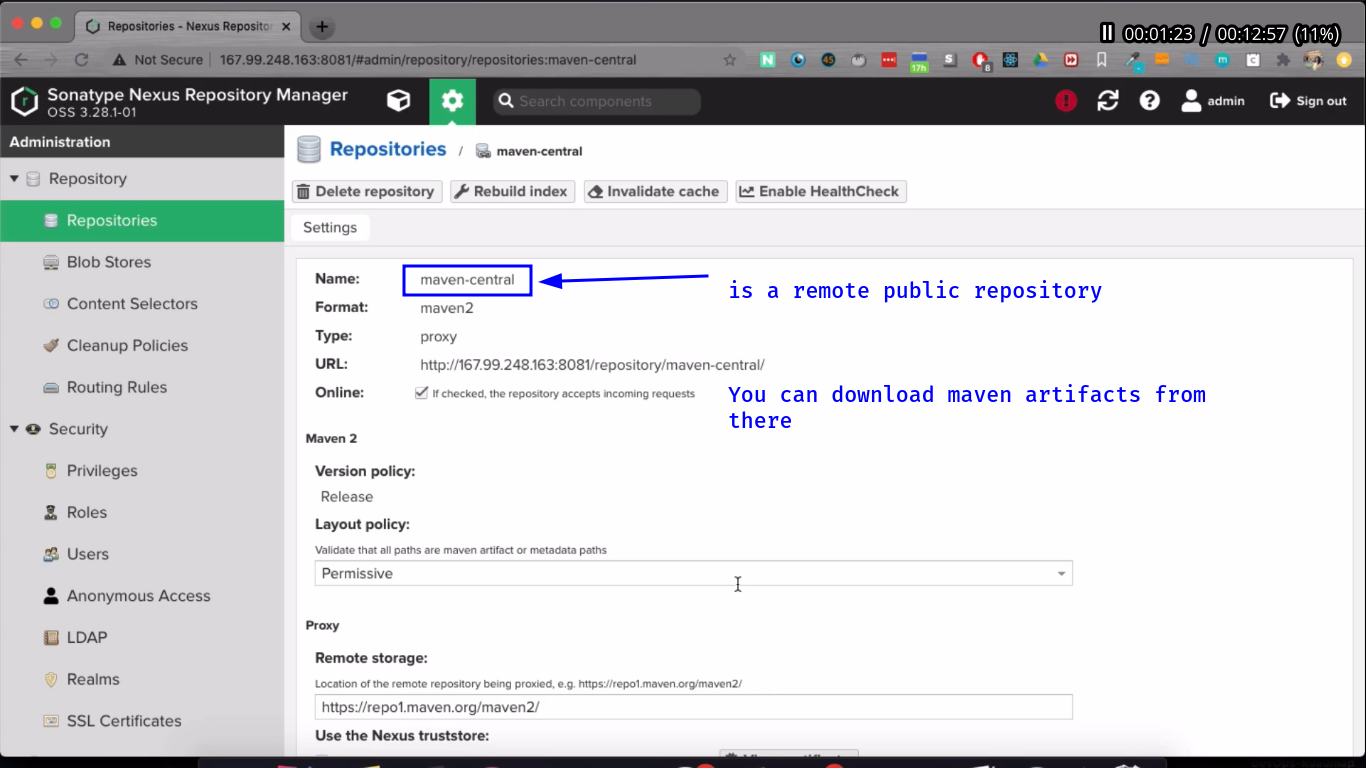 Repositories - Nexus Repositor
00:01:23 / 00:12:57 (11%)
Not Secure
167.99.248.163:8081/#admin/repository/repositories:maven-central
Sonatype Nexus Repository Manager
OSS 3.28.1-01
Search components
admin
Sign out
Administration
Repositories / maven-central
Repository
Delete repository
Rebuild index
Invalidate cache
Enable HealthCheck
Repositories
Settings
Blob Stores
Content Selectors
Cleanup Policies
Routing Rules
Security
Privileges
Roles
Users
Anonymous Access
LDAP
Realms
SSL Certificates
Name: maven-central
is a remote public repository
Format: maven2
Type: proxy
URL: http://167.99.248.163:8081/repository/maven-central/
Online: If checked, the repository accepts incoming requests
You can download maven artifacts from
there
Maven 2
Version policy:
Release
Layout policy:
Validate that all paths are maven artifact or metadata paths
Permissive
Proxy
Remote storage:
Location of the remote repository being proxied, e.g. https://repo1.maven.org/maven2/
https://repo1.maven.org/maven2/
Use the Nexus truststore: